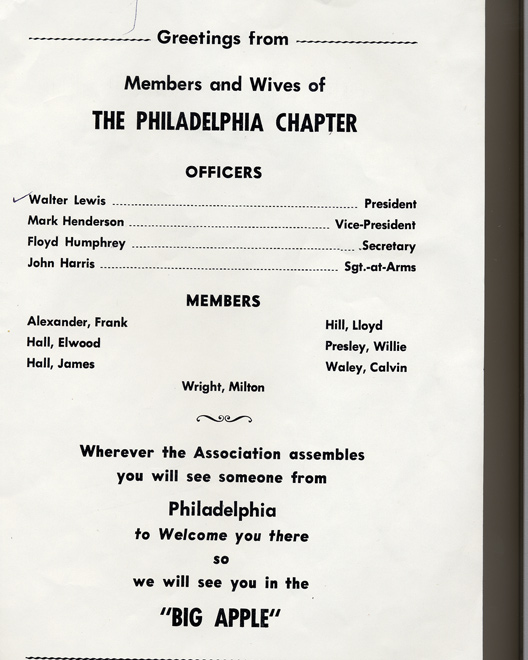 Greetings from
Members and Wives of
THE PHILADELPHIA CHAPTER
OFFICERS
Walter Lewis ........................ President
Mark Henderson ........................ Vice-President
Floyd Humphrey ........................ Secretary
John Harris ........................ Sgt.-at-Arms
MEMBERS
Alexander, Frank Hill, Lloyd
Hall, Elwood Presley, Willie
Hall, James Waley, Calvin
Wright, Milton
Wherever the Association assembles
you will see someone from
Philadelphia
to Welcome you there
so
we will see you in the
"BIG APPLE"